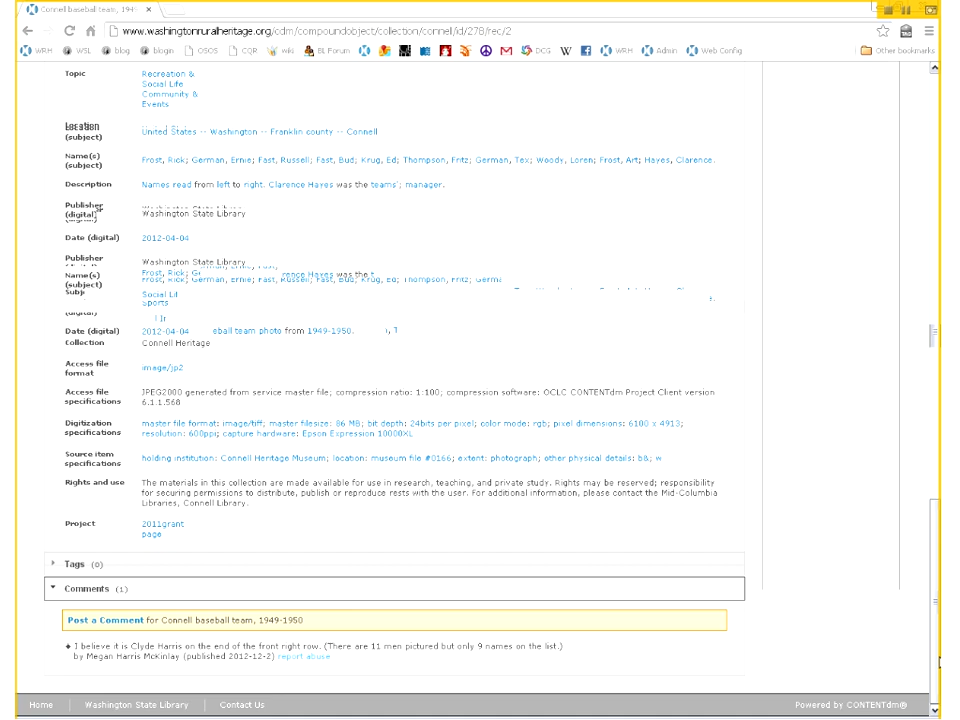 Connell baseball team, 194
www.washingtonruralheritage.org/cdm/compoundobject/collection/connell/id/278/rec/2
WRH WSL blog blogin OSOS CQR wiki EL Forum DCG WRH Admin Web Config Other bookmarks
Topic
Recreation &
Social Life
Community &
Events
Location
(subject)
United States -- Washington -- Franklin county -- Connell
Name(s)
(subject)
Frost, Rick; German, Ernie; Fast, Russell; Fast, Bud; Krug, Ed; Thompson, Fritz; German, Tex; Woody, Loren; Frost, Art; Hayes, Clarence.
Description
Names read from left to right. Clarence Hayes was the teams'; manager.
Publisher
(digital)
Washington State Library
Date (digital)
2012-04-04
Publisher
Washington State Library
Name(s)
(subject)
Frost, Rick; G
rence Hayes was the t
Frost, Rick; German, Ernie; Fast, Russell; Fast, Bud; Krug, Ed; Thompson, Fritz; Germa
Subj
Social Lif
Sports
Date (digital)
2012-04-04 eball team photo from 1949-1950. , T
Collection
Connell Heritage
Access file
format
image/jp2
Access file
specifications
JPEG2000 generated from service master file; compression ratio: 1:100; compression software: OCLC CONTENTdm Project Client version
6.1.1.568
Digitization
specifications
master file format: image/tiff; master filesize: 86 MB; bit depth: 24bits per pixel; color mode: rgb; pixel dimensions: 6100 x 4913;
resolution: 600ppi; capture hardware: Epson Expression 10000XL
Source item
specifications
holding institution: Connell Heritage Museum; location: museum file #0166; extent: photograph; other physical details: b&; w
Rights and use
The materials in this collection are made available for use in research, teaching, and private study. Rights may be reserved; responsibility
for securing permissions to distribute, publish or reproduce rests with the user. For additional information, please contact the Mid-Columbia
Libraries, Connell Library.
Project
2011grant
page
Tags (0)
Comments (1)
Post a Comment for Connell baseball team, 1949-1950
I believe it is Clyde Harris on the end of the front right row. (There are 11 men pictured but only 9 names on the list.)
by Megan Harris McKinlay (published 2012-12-2) report abuse
Home Washington State Library Contact Us Powered by CONTENTdm®